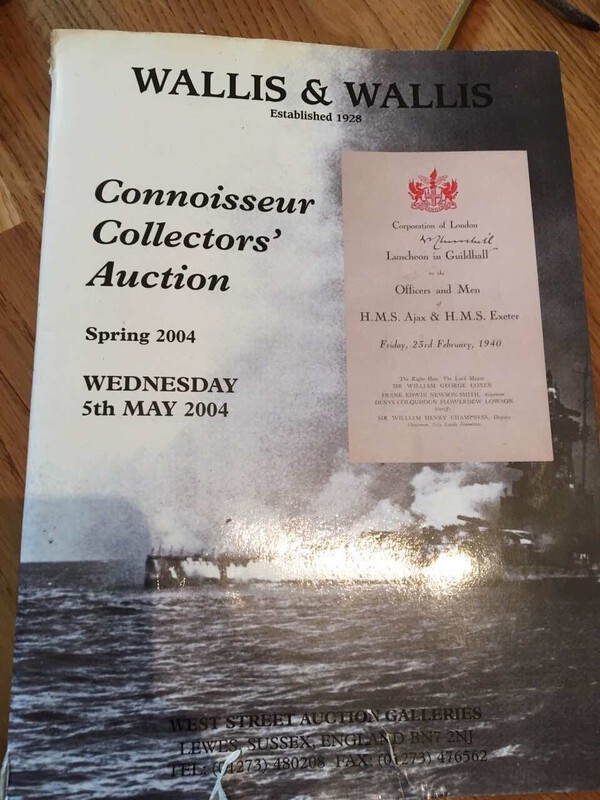 WALLIS & WALLIS
Established 1928
Connoisseur
Collectors'
Auction
Spring 2004
WEDNESDAY
5th MAY 2004
Corporation of London
Luncheon in Guildhall
to the
Officers and Men
of
H.M.S. Ajax & H.M.S. Exeter
Friday, 23rd February, 1940
The Right Hon. The Lord Mayor
SIR WILLIAM GEORGE COXEN
FRANK EDWIN NEWSON-SMITH, Alderman
DENYS COLQUHOUN FLOWERDEW LOWSON
Sheriffs
SIR WILLIAM HENRY CHAMPNESS, Deputy
Chairman, City Lands Committee
WEST STREET AUCTION GALLERIES
LEWES, SUSSEX, ENGLAND BN7 2NJ
TEL: (01273) 480208 FAX: (01273) 476562